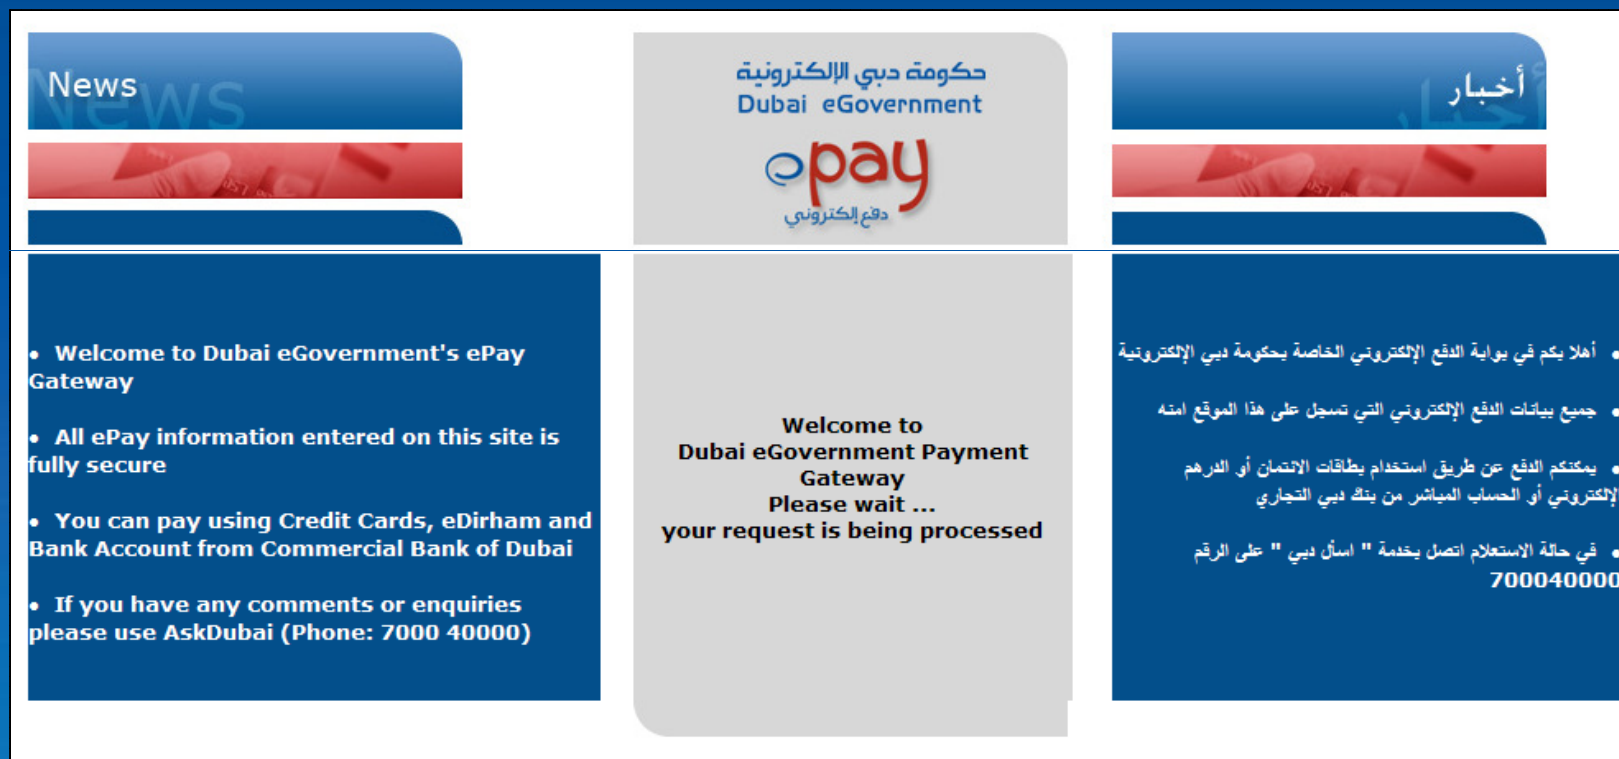 News
حكومة دبي الإلكترونية
Dubai eGovernment
epay
دفع إلكتروني
أخبار
• Welcome to Dubai eGovernment's ePay
Gateway
• All ePay information entered on this site is
fully secure
• You can pay using Credit Cards, eDirham and
Bank Account from Commercial Bank of Dubai
• If you have any comments or enquiries
please use AskDubai (Phone: 7000 40000)
Welcome to
Dubai eGovernment Payment
Gateway
Please wait ...
your request is being processed
• أهلا بكم في بوابة الدفع الإلكتروني الخاصة بحكومة دبي الإلكترونية
• جميع بيانات الدفع الإلكتروني التي تسجل على هذا الموقع امنه
• يمكنكم الدفع عن طريق استخدام بطاقات الائتمان أو الدرهم
الإلكتروني أو الحساب المباشر من بنك دبي التجاري
• في حالة الاستعلام اتصل بخدمة " اسأل دبي " على الرقم
700040000